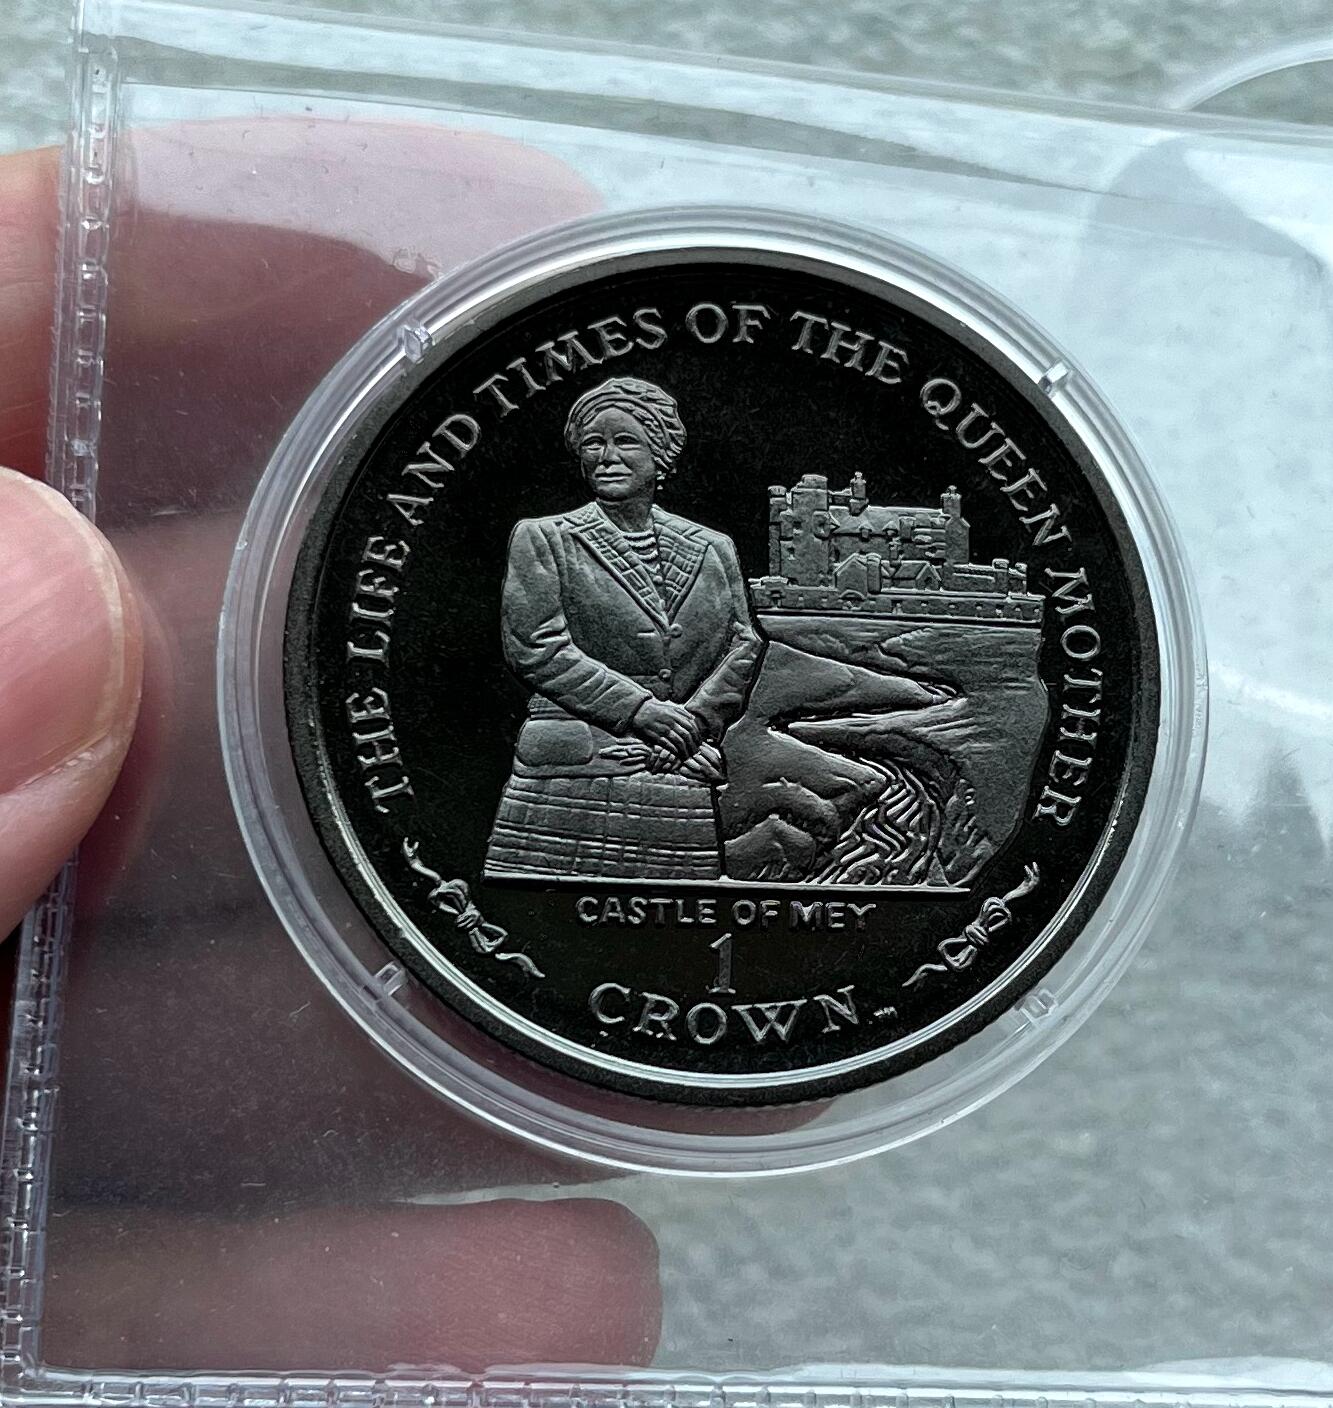 THE LIFE AND TIMES OF THE QUEEN MOTHER
CASTLE OF MEY
1
CROWN